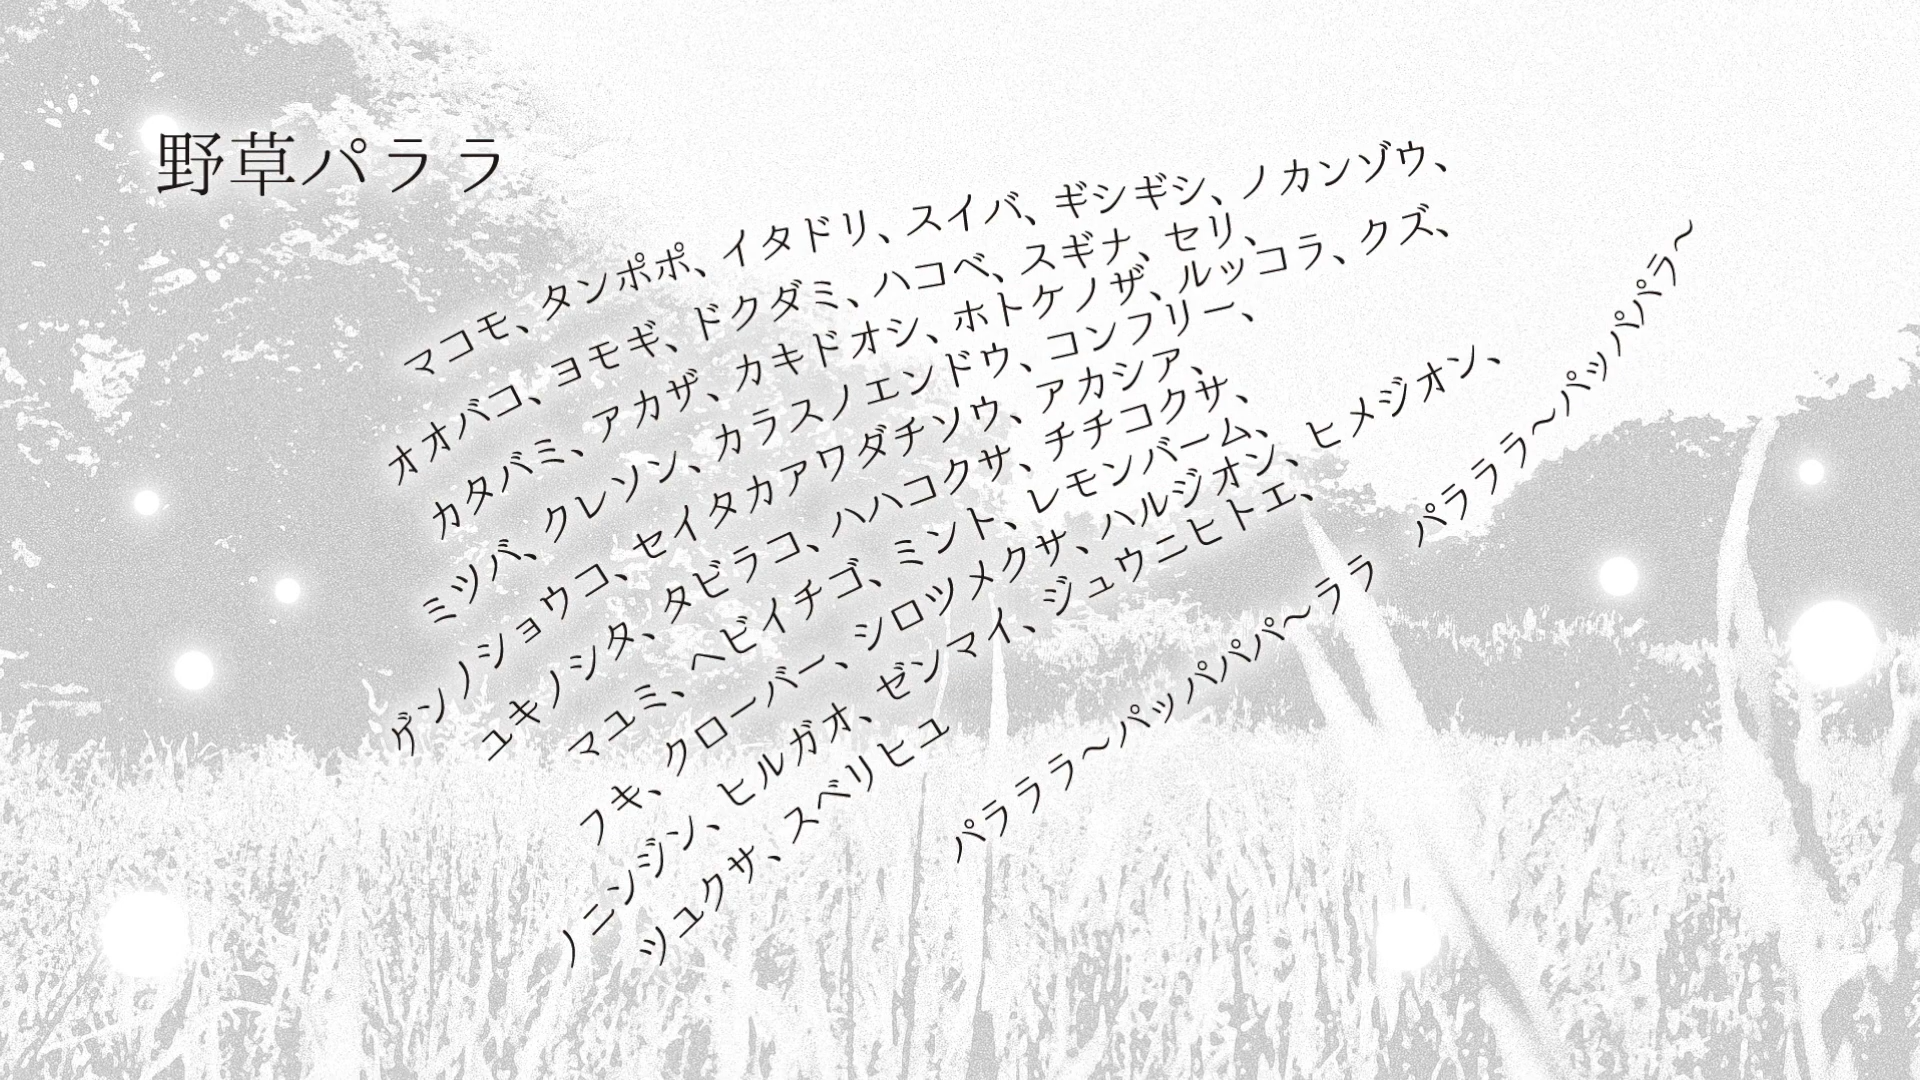 野草パララ
マコモ、タンポポ、イタドリ、スイバ、ギシギシ、ノカンゾウ、
オオバコ、ヨモギ、ドクダミ、ハコベ、スギナ、セリ、
カタバミ、アカザ、カキドオシ、ホトケノザ、ルッコラ、クズ、
ミツバ、クレソン、カラスノエンドウ、コンフリー、
ゲンノショウコ、セイタカアワダチソウ、アカシア、
ユキノシタ、タビラコ、ハハコクサ、チチコクサ、
マユミ、ヘビイチゴ、ミント、レモンバーム、
フキ、クローバー、シロツメクサ、ハルジオン、ヒメジオン、
ノニンジン、ヒルガオ、ゼンマイ、ジュウニヒトエ、
ジュクサ、スベリヒユ
パラララ〜パッパパパ〜ララ　パラララ〜パッパパラ〜